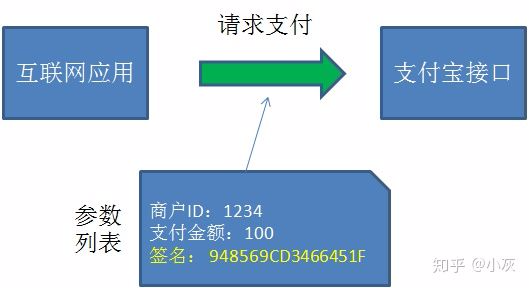 请求支付
互联网应用
支付宝接口
参数
列表
商户ID：1234
支付金额：100
签名：948569CD3466451F
知乎 @小灰